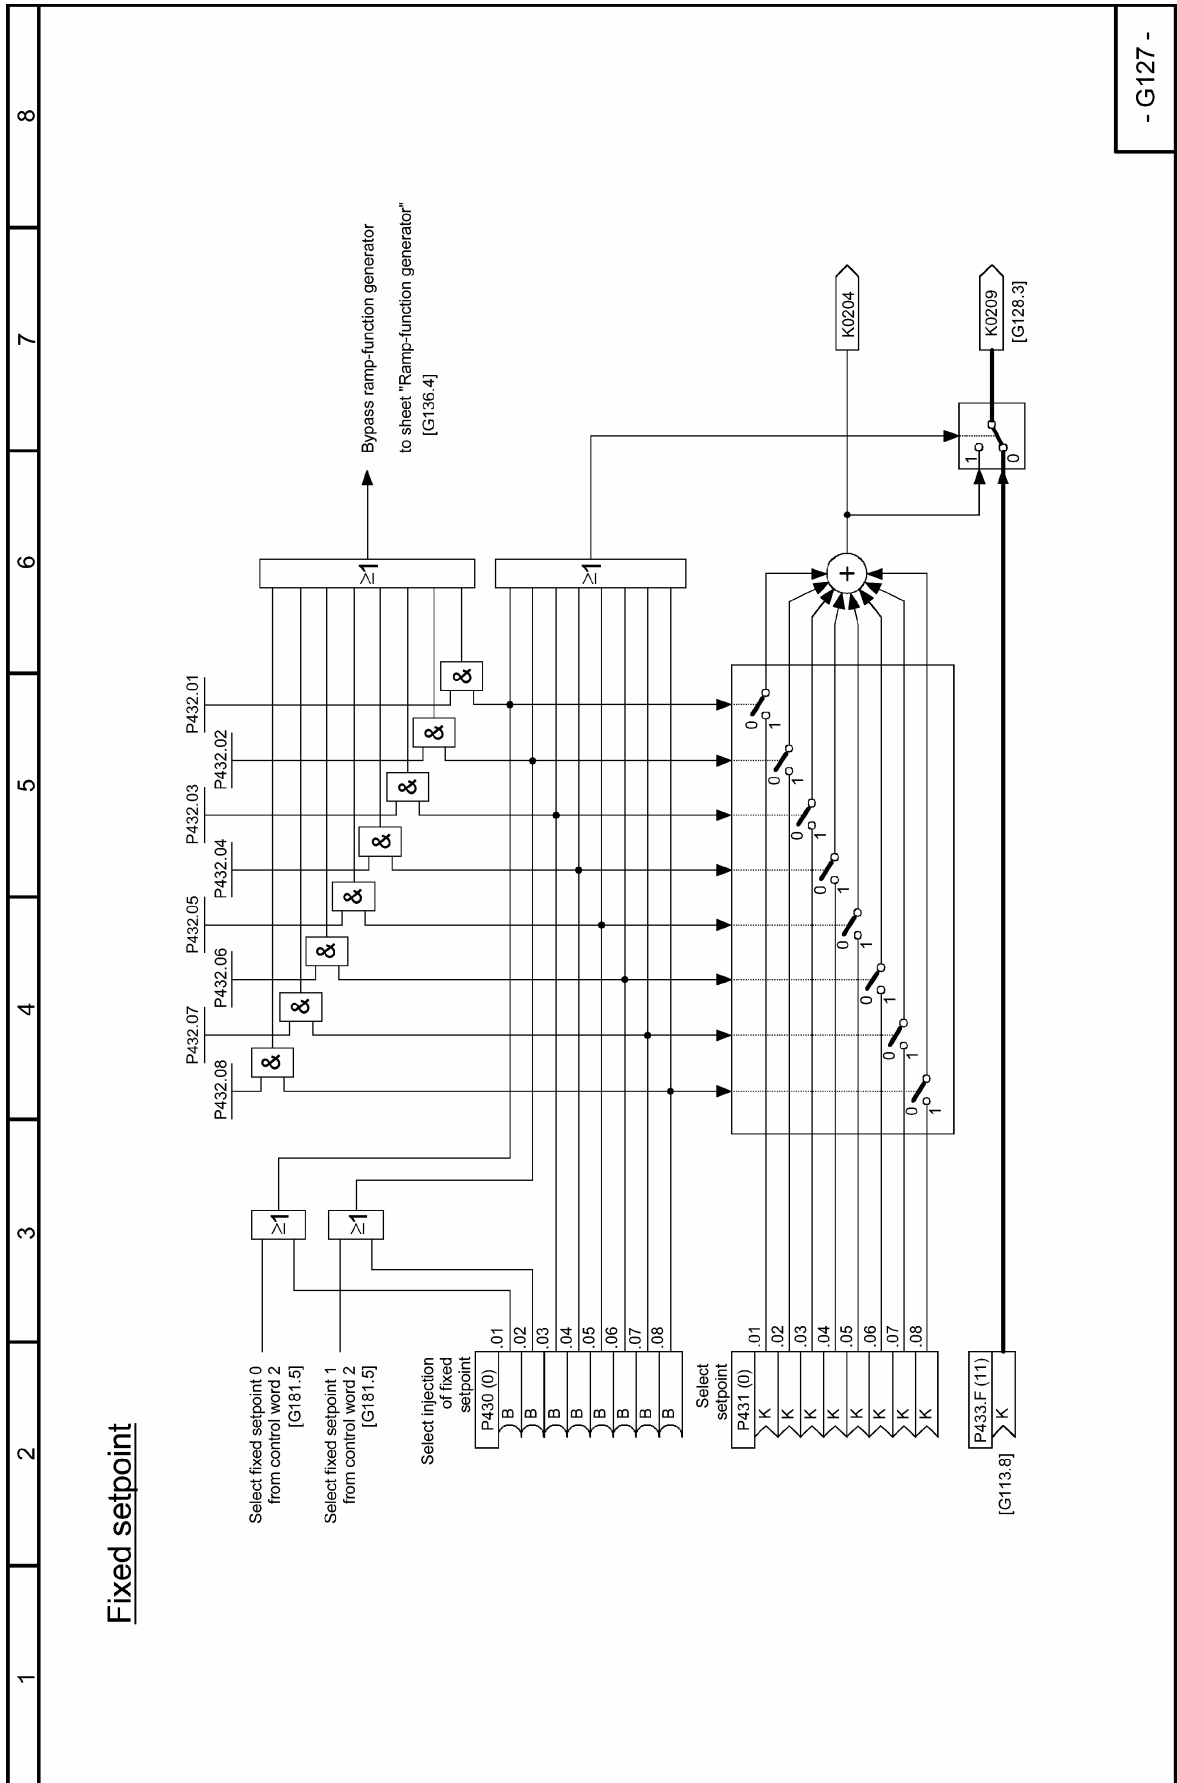 Fixed setpoint
1
2
3
4
5
6
7
8
Select fixed setpoint 0
from control word 2
[G181.5]
Select fixed setpoint 1
from control word 2
[G181.5]
≥1
≥1
P432.08
P432.07
P432.06
P432.05
P432.04
P432.03
P432.02
P432.01
&
&
&
&
&
&
&
&
≥1
Bypass ramp-function generator
to sheet "Ramp-function generator"
[G136.4]
Select injection
of fixed
setpoint
P430 (0)
B .01
B .02
B .03
B .04
B .05
B .06
B .07
B .08
≥1
Select
setpoint
P431 (0)
K .01
K .02
K .03
K .04
K .05
K .06
K .07
K .08
0 1
0 1
0 1
0 1
0 1
0 1
0 1
0 1
+
K0204
P433.F (11)
K
[G113.8]
1
0
K0209
[G128.3]
- G127 -